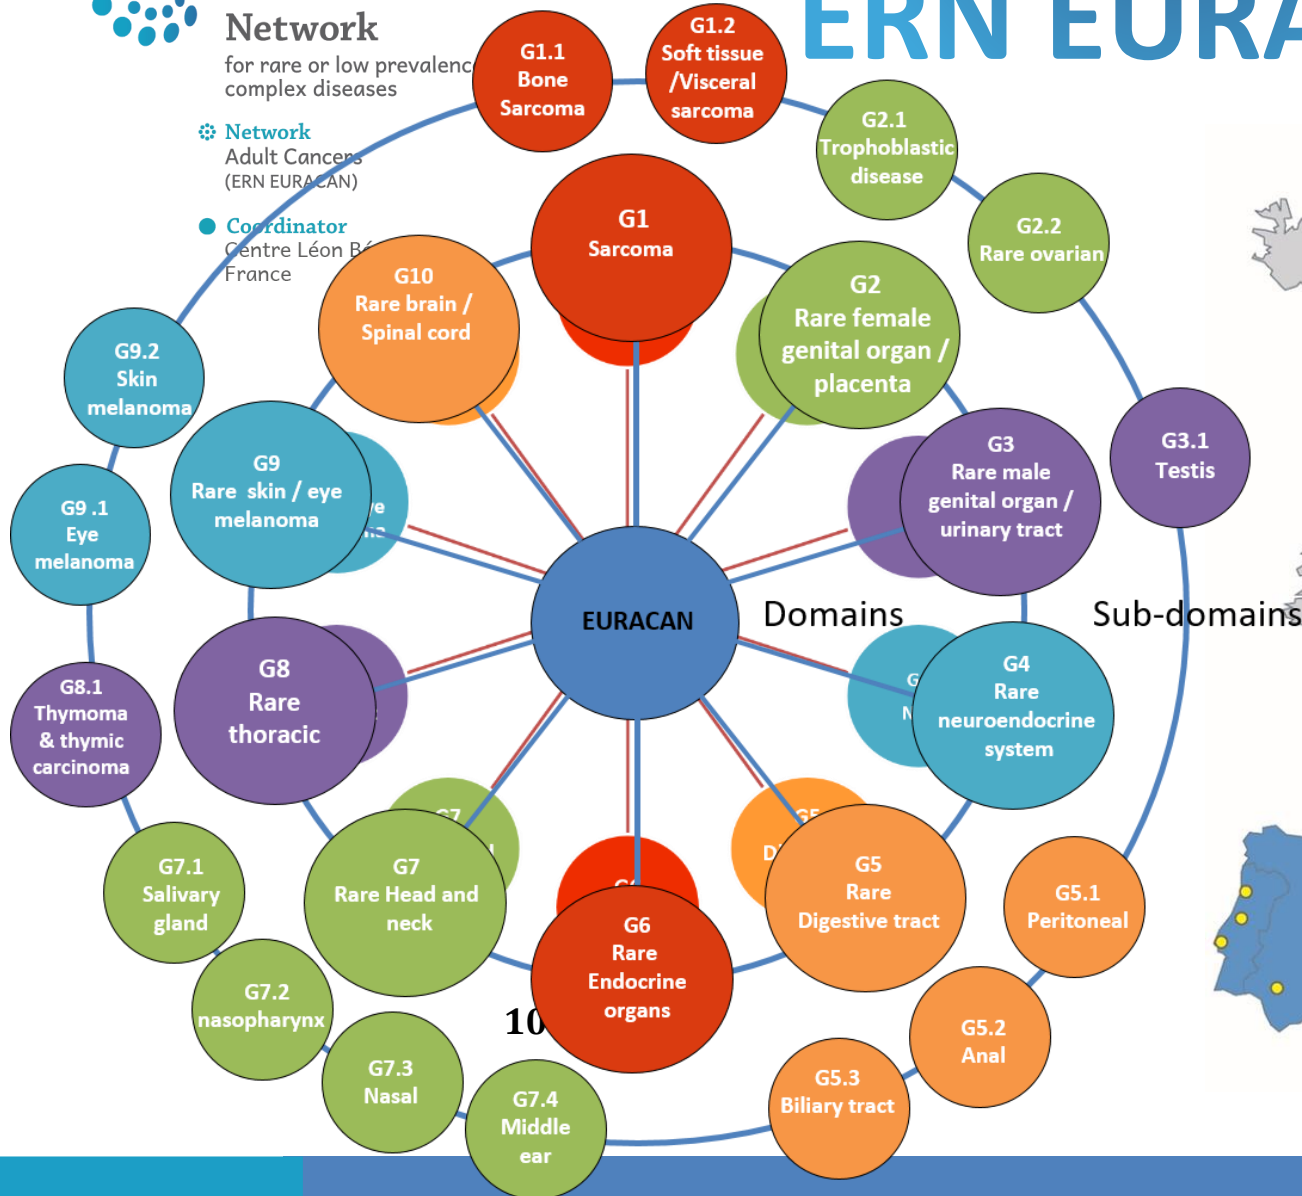 Network
for rare or low prevalenc
complex diseases
Network
Adult Cancers
(ERN EURACAN)
Coordinator
Centre Léon Bé
France
ERN EURA
G1.1
Bone
Sarcoma
G1.2
Soft tissue
/Visceral
sarcoma
G2.1
Trophoblastic
disease
G2.2
Rare ovarian
G1
Sarcoma
G10
Rare brain /
Spinal cord
G2
Rare female
genital organ /
placenta
G9.2
Skin
melanoma
G9
Rare skin / eye
melanoma
G3
Rare male
genital organ /
urinary tract
G3.1
Testis
G9 .1
Eye
melanoma
EURACAN
Domains
Sub-domains
G8
Rare
thoracic
G4
Rare
neuroendocrine
system
G8.1
Thymoma
& thymic
carcinoma
G7
G5
G7.1
Salivary
gland
G7
Rare Head and
neck
G6
Rare
Endocrine
organs
G5
Rare
Digestive tract
G5.1
Peritoneal
G7.2
nasopharynx
10
G5.2
Anal
G7.3
Nasal
G7.4
Middle
ear
G5.3
Biliary tract